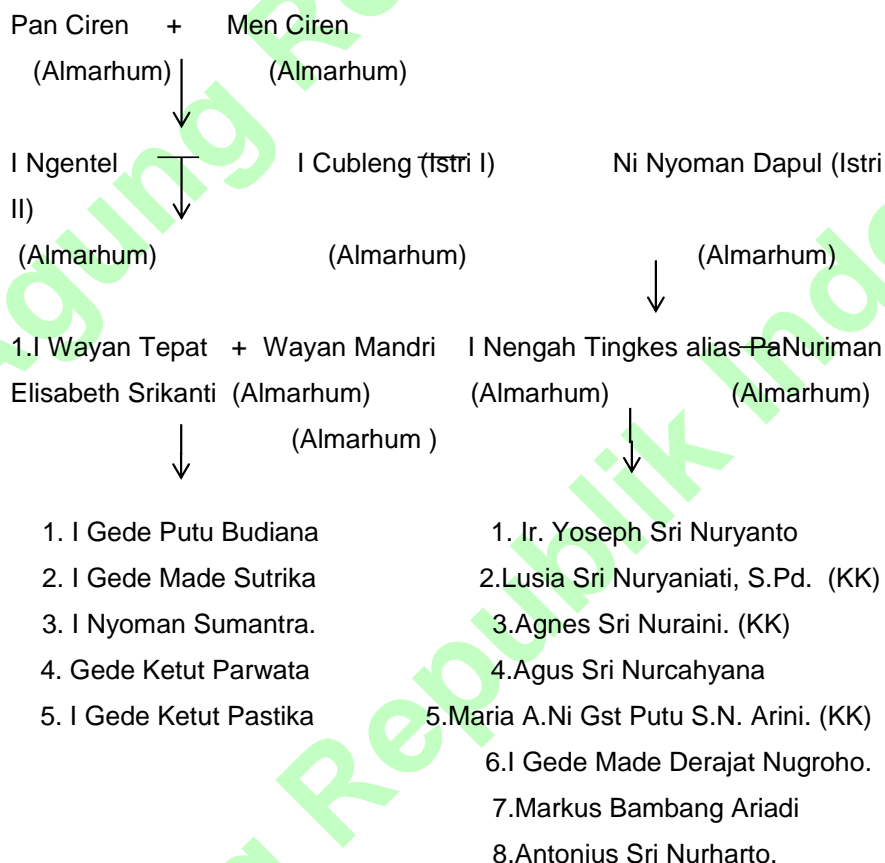 Pan Ciren + Men Ciren
(Almarhum) (Almarhum)
I Ngentel I Cubleng (Istri I) Ni Nyoman Dapul (Istri
II)
(Almarhum) (Almarhum) (Almarhum)
1.I Wayan Tepat + Wayan Mandri I Nengah Tingkes alias PaNuriman
Elisabeth Srikanti (Almarhum) (Almarhum) (Almarhum)
(Almarhum )
1. I Gede Putu Budiana 1. Ir. Yoseph Sri Nuryanto
2. I Gede Made Sutrika 2.Lusia Sri Nuryaniati, S.Pd. (KK)
3. I Nyoman Sumantra. 3.Agnes Sri Nuraini. (KK)
4. Gede Ketut Parwata 4.Agus Sri Nurcahyana
5. I Gede Ketut Pastika 5.Maria A.Ni Gst Putu S.N. Arini. (KK)
6.I Gede Made Derajat Nugroho.
7.Markus Bambang Ariadi
8.Antonius Sri Nurharto.